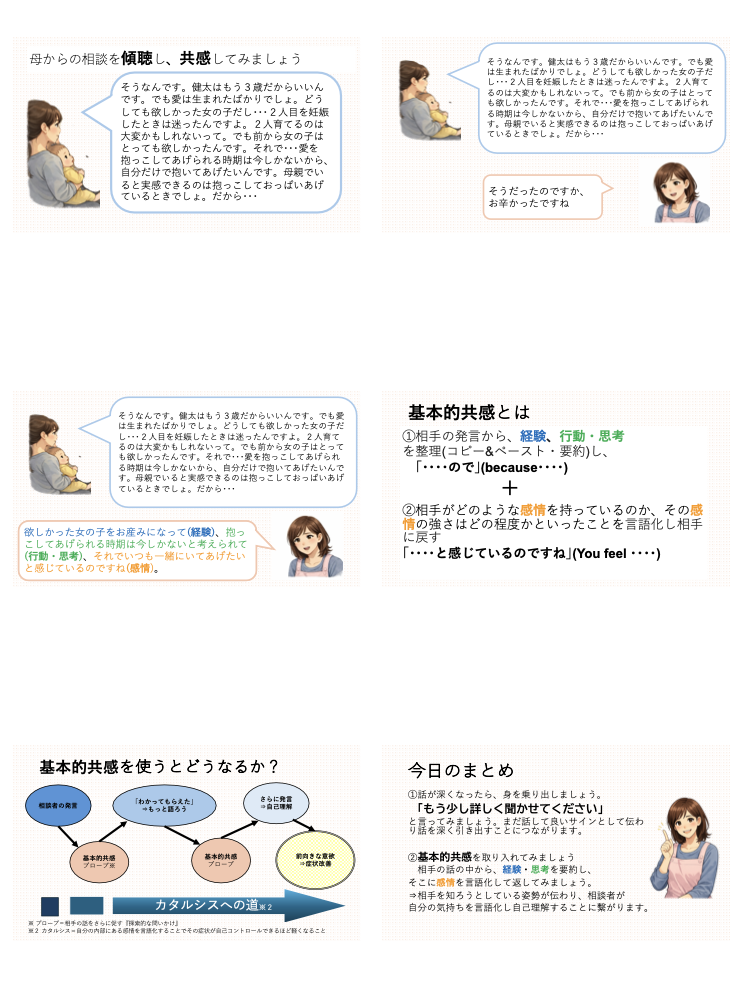 母からの相談を傾聴し、共感してみましょう
そうなんです。健太はもう３歳だからいいん
です。でも愛は生まれたばかりでしょ。どう
しても欲しかった女の子だし･･･２人目を妊娠
したときは迷ったんですよ。２人育てるのは
大変かもしれないって。でも前から女の子は
とっても欲しかったんです。それで･･･愛を
抱っこしてあげられる時期は今しかないから、
自分だけで抱いてあげたいんです。母親でい
ると実感できるのは抱っこしておっぱいあげ
ているときでしょ。だから･･･
そうなんです。健太はもう３歳だからいいんです。でも愛
は生まれたばかりでしょ。どうしても欲しかった女の子だ
し･･･２人目を妊娠したときは迷ったんですよ。２人育て
るのは大変かもしれないって。でも前から女の子はとって
も欲しかったんです。それで･･･愛を抱っこしてあげられ
る時期は今しかないから、自分だけで抱いてあげたいんで
す。母親でいると実感できるのは抱っこしておっぱいあげ
ているときでしょ。だから･･･
そうだったのですか、
お辛かったですね
そうなんです。健太はもう３歳だからいいんです。でも愛
は生まれたばかりでしょ。どうしても欲しかった女の子だ
し･･･２人目を妊娠したときは迷ったんですよ。２人育て
るのは大変かもしれないって。でも前から女の子はとって
も欲しかったんです。それで･･･愛を抱っこしてあげられ
る時期は今しかないから、自分だけで抱いてあげたいんで
す。母親でいると実感できるのは抱っこしておっぱいあげ
ているときでしょ。だから･･･
欲しかった女の子をお産みになって(経験)、抱っ
こしてあげられる時期は今しかないと考えられて
(行動・思考)、それでいつも一緒にいてあげたい
と感じているのですね(感情)。
基本的共感とは
①相手の発言から、経験、行動・思考
を整理(コピー&ペースト・要約)し、
「････ので」(because････)
＋
②相手がどのような感情を持っているのか、その感
情の強さはどの程度かといったことを言語化し相手
に戻す
「････と感じているのですね」(You feel ････)
基本的共感を使うとどうなるか？
相談者の発言
「わかってもらえた」
⇒もっと語ろう
さらに発言
⇒自己理解
基本的共感
プローブ※
基本的共感
プローブ
前向きな意欲
⇒症状改善
カタルシスへの道※２
※ プローブ＝相手の話をさらに促す『探索的な問いかけ』
※２ カタルシス＝自分の内部にある感情を言語化することでその症状が自己コントロールできるほど軽くなること
今日のまとめ
①話が深くなったら、身を乗り出しましょう。
「もう少し詳しく聞かせてください」
と言ってみましょう。まだ話して良いサインとして伝わ
り話を深く引き出すことにつながります。
②基本的共感を取り入れてみましょう
相手の話の中から、経験・思考を要約し、
そこに感情を言語化して返してみましょう。
⇒相手を知ろうとしている姿勢が伝わり、相談者が
自分の気持ちを言語化し自己理解することに繋がります。